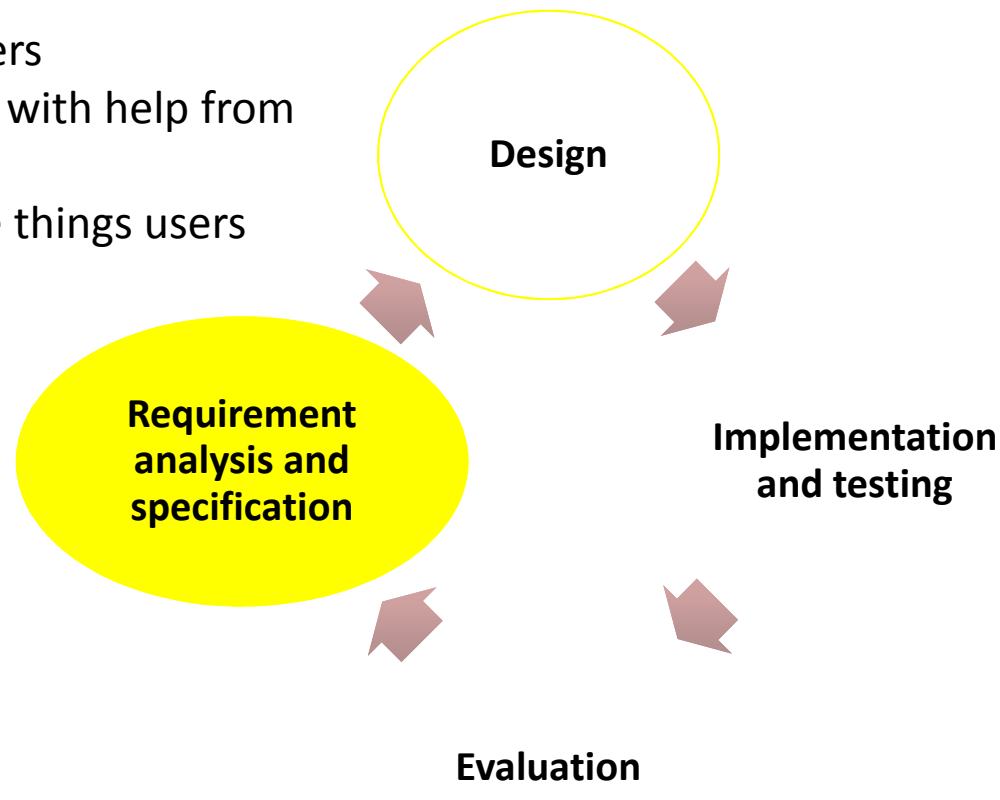 ers
with help from
things users
Design
Requirement
analysis and
specification
Implementation
and testing
Evaluation